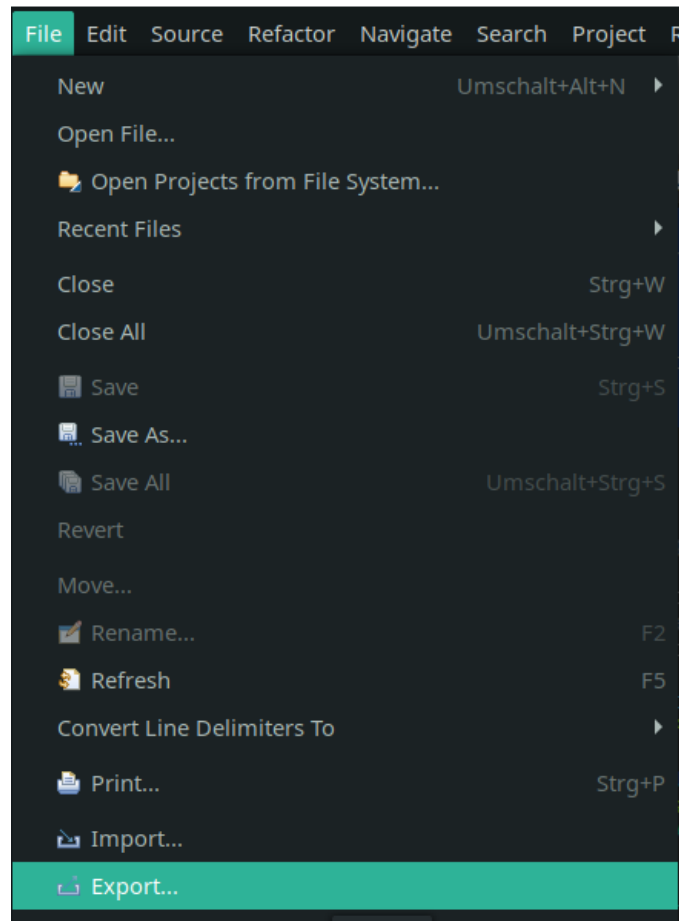 File Edit Source Refactor Navigate Search Project
New Umschalt+Alt+N
Open File...
Open Projects from File System...
Recent Files
Close Strg+W
Close All Umschalt+Strg+W
Save Strg+S
Save As...
Save All Umschalt+Strg+S
Revert
Move...
Rename... F2
Refresh F5
Convert Line Delimiters To
Print... Strg+P
Import...
Export...